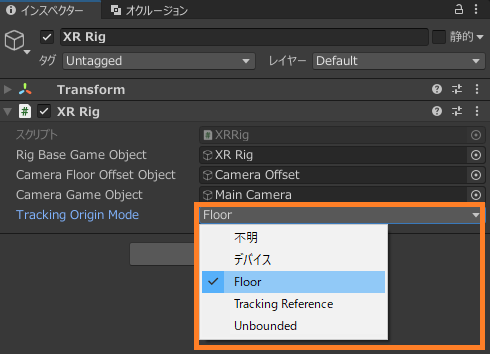 インスペクター オクルージョン
XR Rig 静的
タグ Untagged レイヤー Default
Transform
# XR Rig
スクリプト XRRig
Rig Base Game Object XR Rig
Camera Floor Offset Object Camera Offset
Camera Game Object Main Camera
Tracking Origin Mode Floor
不明
デバイス
Floor
Tracking Reference
Unbounded